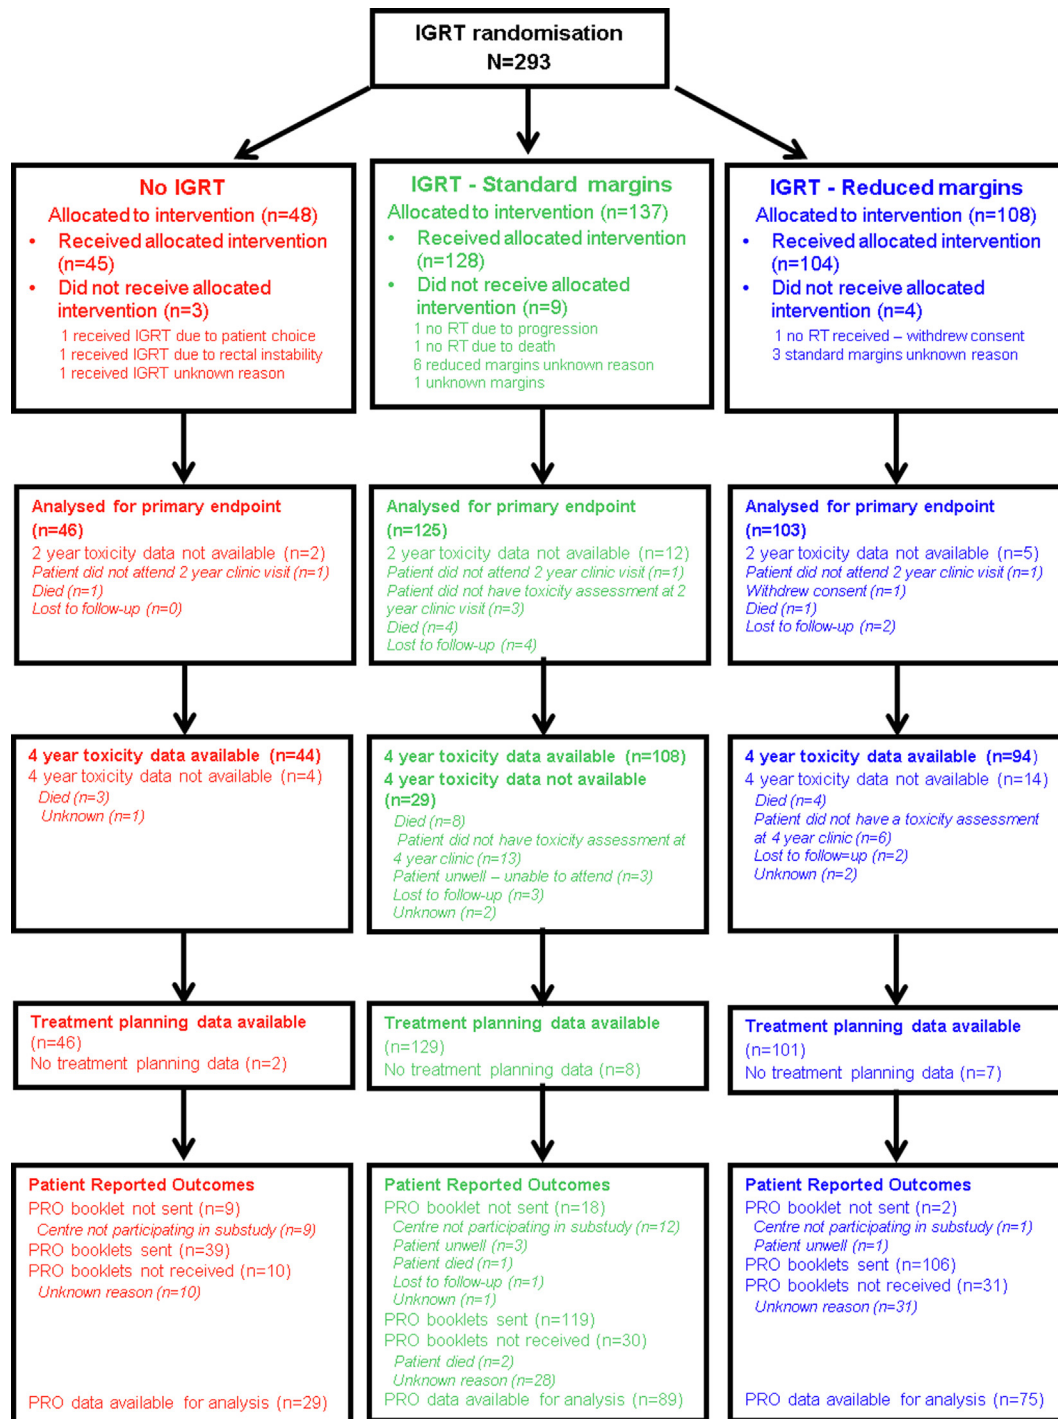 IGRT randomisation
N=293
No IGRT
Allocated to intervention (n=48)
• Received allocated intervention
(n=45)
• Did not receive allocated
intervention (n=3)
1 received IGRT due to patient choice
1 received IGRT due to rectal instability
1 received IGRT unknown reason
IGRT - Standard margins
Allocated to intervention (n=137)
• Received allocated intervention
(n=128)
• Did not receive allocated
intervention (n=9)
1 no RT due to progression
1 no RT due to death
6 reduced margins unknown reason
1 unknown margins
IGRT - Reduced margins
Allocated to intervention (n=108)
• Received allocated intervention
(n=104)
• Did not receive allocated
intervention (n=4)
1 no RT received – withdrew consent
3 standard margins unknown reason
Analysed for primary endpoint
(n=46)
2 year toxicity data not available (n=2)
Patient did not attend 2 year clinic visit (n=1)
Died (n=1)
Lost to follow-up (n=0)
Analysed for primary endpoint
(n=125)
2 year toxicity data not available (n=12)
Patient did not attend 2 year clinic visit (n=1)
Patient did not have toxicity assessment at 2
year clinic visit (n=3)
Died (n=4)
Lost to follow-up (n=4)
Analysed for primary endpoint
(n=103)
2 year toxicity data not available (n=5)
Patient did not attend 2 year clinic visit (n=1)
Withdrew consent (n=1)
Died (n=1)
Lost to follow-up (n=2)
4 year toxicity data available (n=44)
4 year toxicity data not available (n=4)
Died (n=3)
Unknown (n=1)
4 year toxicity data available (n=108)
4 year toxicity data not available
(n=29)
Died (n=8)
Patient did not have toxicity assessment at
4 year clinic (n=13)
Patient unwell – unable to attend (n=3)
Lost to follow-up (n=3)
Unknown (n=2)
4 year toxicity data available (n=94)
4 year toxicity data not available (n=14)
Died (n=4)
Patient did not have a toxicity assessment
at 4 year clinic (n=6)
Lost to follow=up (n=2)
Unknown (n=2)
Treatment planning data available
(n=46)
No treatment planning data (n=2)
Treatment planning data available
(n=129)
No treatment planning data (n=8)
Treatment planning data available
(n=101)
No treatment planning data (n=7)
Patient Reported Outcomes
PRO booklet not sent (n=9)
Centre not participating in substudy (n=9)
PRO booklets sent (n=39)
PRO booklets not received (n=10)
Unknown reason (n=10)
PRO data available for analysis (n=29)
Patient Reported Outcomes
PRO booklet not sent (n=18)
Centre not participating in substudy (n=12)
Patient unwell (n=3)
Patient died (n=1)
Lost to follow-up (n=1)
Unknown (n=1)
PRO booklets sent (n=119)
PRO booklets not received (n=30)
Patient died (n=2)
Unknown reason (n=28)
PRO data available for analysis (n=89)
Patient Reported Outcomes
PRO booklet not sent (n=2)
Centre not participating in substudy (n=1)
Patient unwell (n=1)
PRO booklets sent (n=106)
PRO booklets not received (n=31)
Unknown reason (n=31)
PRO data available for analysis (n=75)